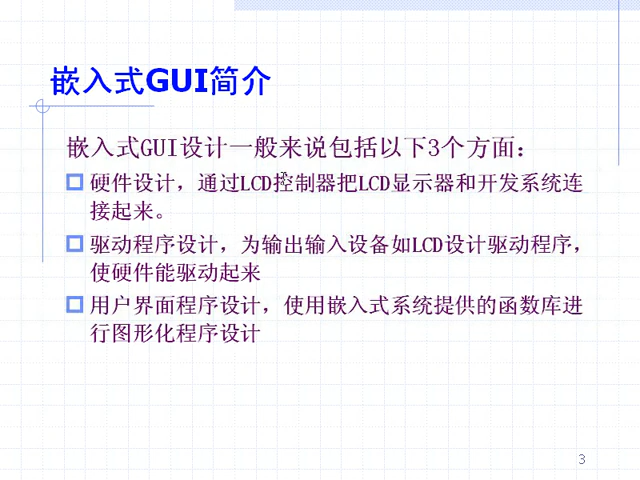 嵌入式GUI简介
嵌入式GUI设计一般来说包括以下3个方面：
硬件设计，通过LCD控制器把LCD显示器和开发系统连
接起来。
驱动程序设计，为输出输入设备如LCD设计驱动程序，
使硬件能驱动起来
用户界面程序设计，使用嵌入式系统提供的函数库进
行图形化程序设计
3